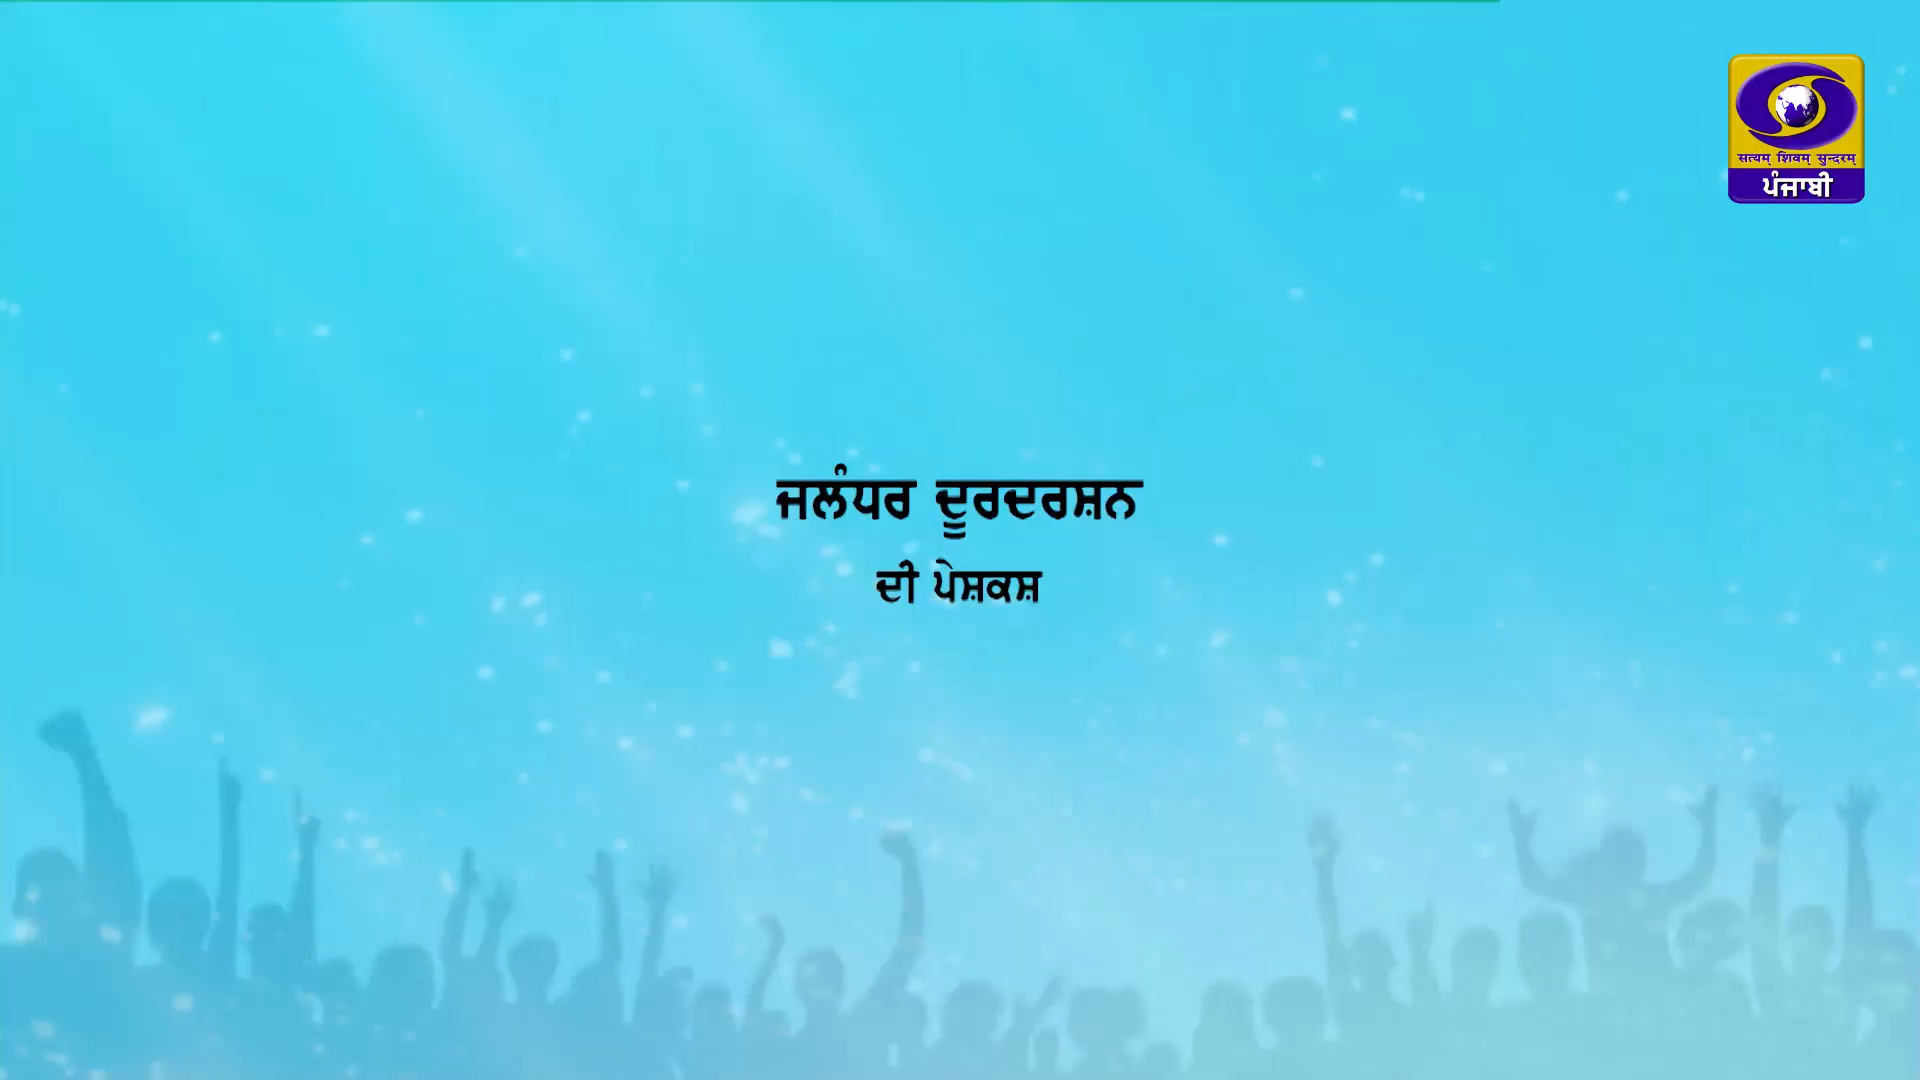 सत्यम् शिवम् सुन्दरम्
ਪੰਜਾਬੀ
ਜਲੰਧਰ ਦੂਰਦਰਸ਼ਨ
ਦੀ ਪੇਸ਼ਕਸ਼